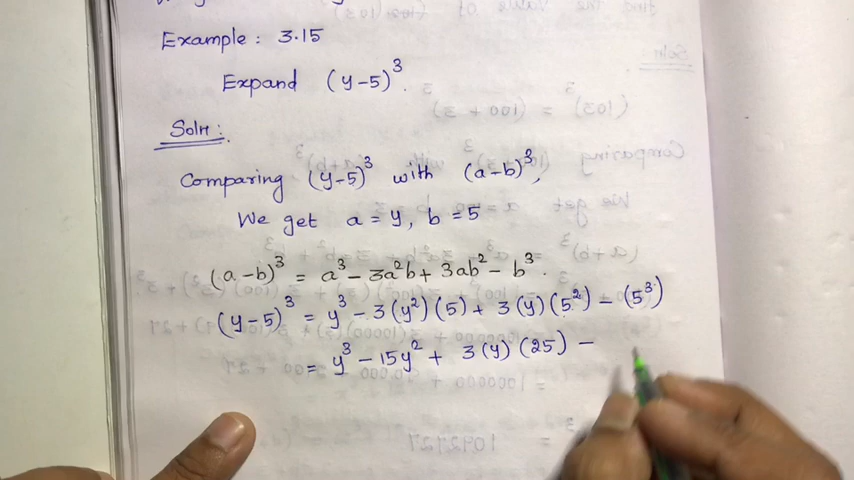 Example: 3.15
Expand (y-5)³.
Soln:
Comparing (y-5)³ with (a-b)³,
We get a = y, b = 5
(a-b)³ = a³ - 3a²b + 3ab² - b³.
(y-5)³ = y³ - 3(y²)(5) + 3(y)(5²) - (5³)
= y³ - 15y² + 3(y)(25) -